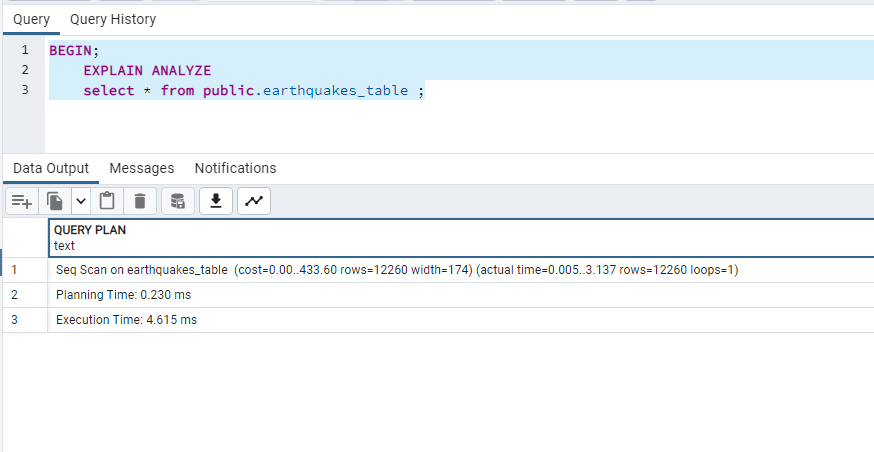 Query Query History
1 BEGIN;
2 EXPLAIN ANALYZE
3 select * from public.earthquakes_table ;
Data Output Messages Notifications
QUERY PLAN
text
1 Seq Scan on earthquakes_table (cost=0.00..433.60 rows=12260 width=174) (actual time=0.005..3.137 rows=12260 loops=1)
2 Planning Time: 0.230 ms
3 Execution Time: 4.615 ms